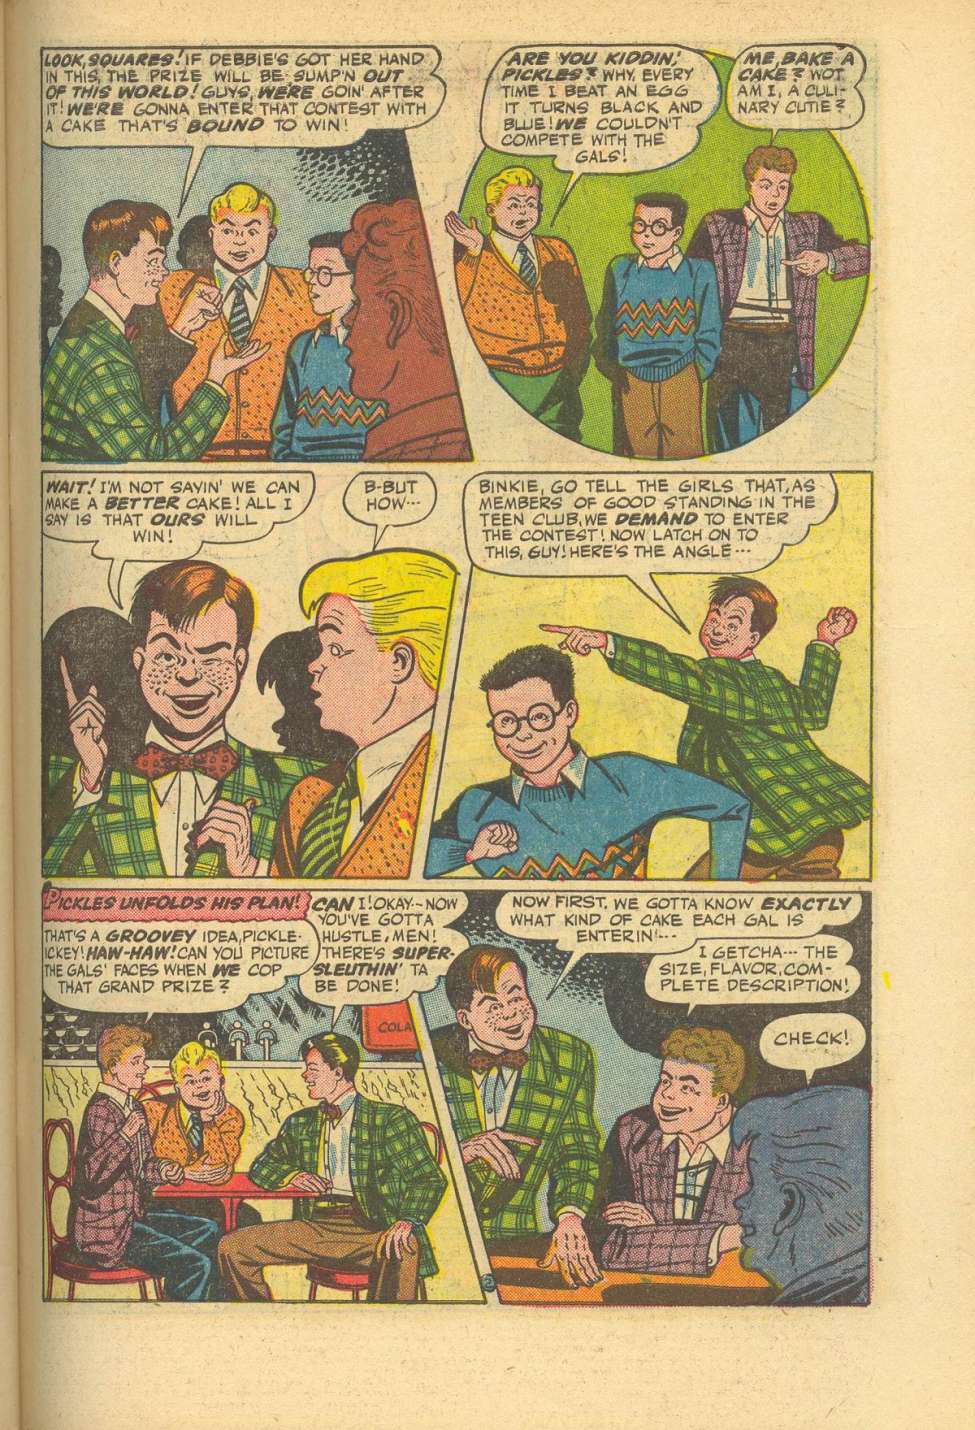 LOOK, SQUARES! IF DEBBIE'S GOT HER HAND
IN THIS, THE PRIZE WILL BE SUMP'N OUT
OF THIS WORLD! GUYS, WE'RE GOIN' AFTER
IT! WE'RE GONNA ENTER THAT CONTEST WITH
A CAKE THAT'S BOUND TO WIN!
ARE YOU KIDDIN',
PICKLES? WHY, EVERY
TIME I BEAT AN EGG
IT TURNS BLACK AND
BLUE! WE COULDN'T
COMPETE WITH THE
GALS!
ME, BAKE A
CAKE? WOT
AM I, A CULI-
NARY CUTIE?
WAIT! I'M NOT SAYIN' WE CAN
MAKE A BETTER CAKE! ALL I
SAY IS THAT OURS WILL
WIN!
B-BUT
HOW...
BINKIE, GO TELL THE GIRLS THAT, AS
MEMBERS OF GOOD STANDING IN THE
TEEN CLUB, WE DEMAND TO ENTER
THE CONTEST! NOW LATCH ON TO
THIS, GUY! HERE'S THE ANGLE...
PICKLES UNFOLDS HIS PLAN!
THAT'S A GROOVEY IDEA, PICKLE-
ICKEY! HAW-HAW! CAN YOU PICTURE
THE GALS' FACES WHEN WE COP
THAT GRAND PRIZE?
CAN I! OKAY--NOW
YOU'VE GOTTA
HUSTLE, MEN!
THERE'S SUPER-
SLEUTHIN' TA
BE DONE!
COLA
NOW FIRST, WE GOTTA KNOW EXACTLY
WHAT KIND OF CAKE EACH GAL IS
ENTERIN'...
I GETCHA... THE
SIZE, FLAVOR, COM-
PLETE DESCRIPTION!
CHECK!
2